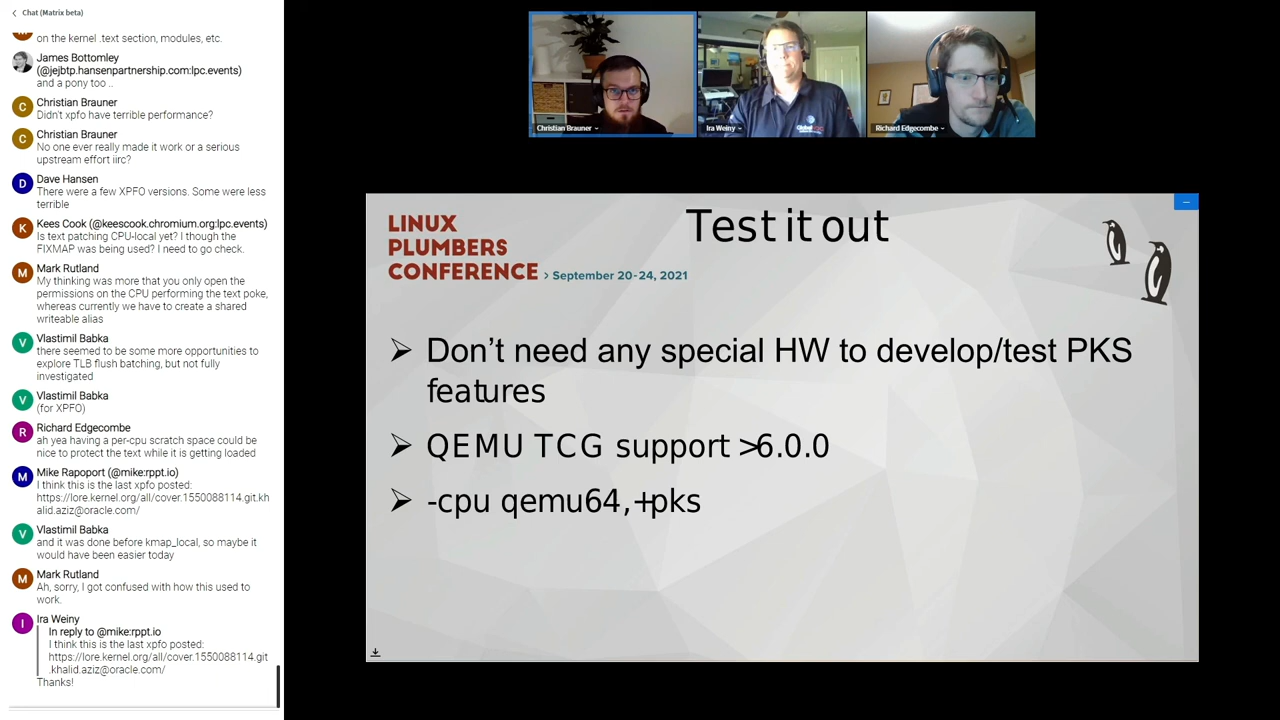 Chat (Matrix beta)
on the kernel .text section, modules, etc.
James Bottomley
(@jejbtp.hansenpartnership.com:lpc.events)
and a pony too ..
C
Christian Brauner
Didn't xpfo have terrible performance?
C
Christian Brauner
No one ever really made it work or a serious
upstream effort iirc?
D
Dave Hansen
There were a few XPFO versions. Some were less
terrible
K
Kees Cook (@keescook.chromium.org:lpc.events)
Is text patching CPU-local yet? I though the
FIXMAP was being used? I need to go check.
M
Mark Rutland
My thinking was more that you only open the
permissions on the CPU performing the text poke,
whereas currently we have to create a shared
writeable alias
V
Vlastimil Babka
there seemed to be some more opportunities to
explore TLB flush batching, but not fully
investigated
V
Vlastimil Babka
(for XPFO)
R
Richard Edgecombe
ah yea having a per-cpu scratch space could be
nice to protect the text while it is getting loaded
M
Mike Rapoport (@mike:rppt.io)
I think this is the last xpfo posted:
https://lore.kernel.org/all/cover.1550088114.git.kh
alid.aziz@oracle.com/
V
Vlastimil Babka
and it was done before kmap_local, so maybe it
would have been easier today
M
Mark Rutland
Ah, sorry, I got confused with how this used to
work.
I
Ira Weiny
In reply to @mike:rppt.io
I think this is the last xpfo posted:
https://lore.kernel.org/all/cover.1550088114.git
.khalid.aziz@oracle.com/
Thanks!
Christian Brauner
Ira Weiny
Richard Edgecombe
LINUX
PLUMBERS
CONFERENCE > September 20-24, 2021
Test it out
Don't need any special HW to develop/test PKS
features
QEMU TCG support >6.0.0
-cpu qemu64,+pks